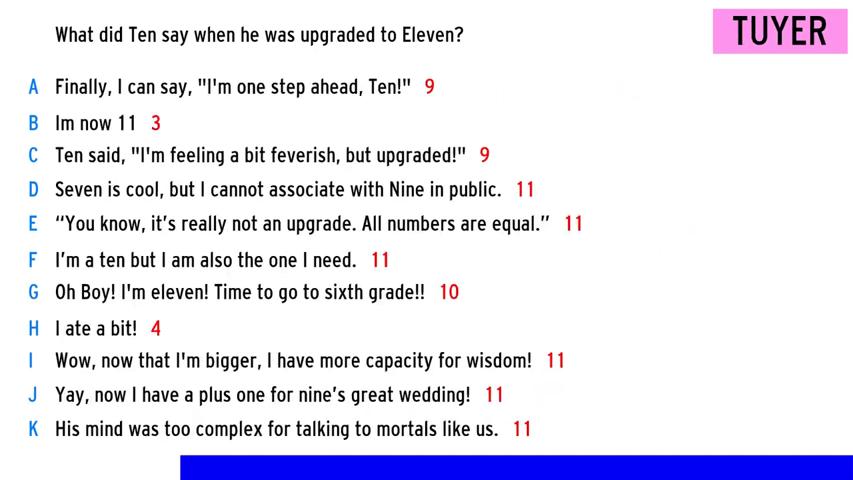 What did Ten say when he was upgraded to Eleven?
TUYER
A Finally, I can say, "I'm one step ahead, Ten!" 9
B Im now 11 3
C Ten said, "I'm feeling a bit feverish, but upgraded!" 9
D Seven is cool, but I cannot associate with Nine in public. 11
E “You know, it’s really not an upgrade. All numbers are equal.” 11
F I’m a ten but I am also the one I need. 11
G Oh Boy! I'm eleven! Time to go to sixth grade!! 10
H I ate a bit! 4
I Wow, now that I'm bigger, I have more capacity for wisdom! 11
J Yay, now I have a plus one for nine’s great wedding! 11
K His mind was too complex for talking to mortals like us. 11